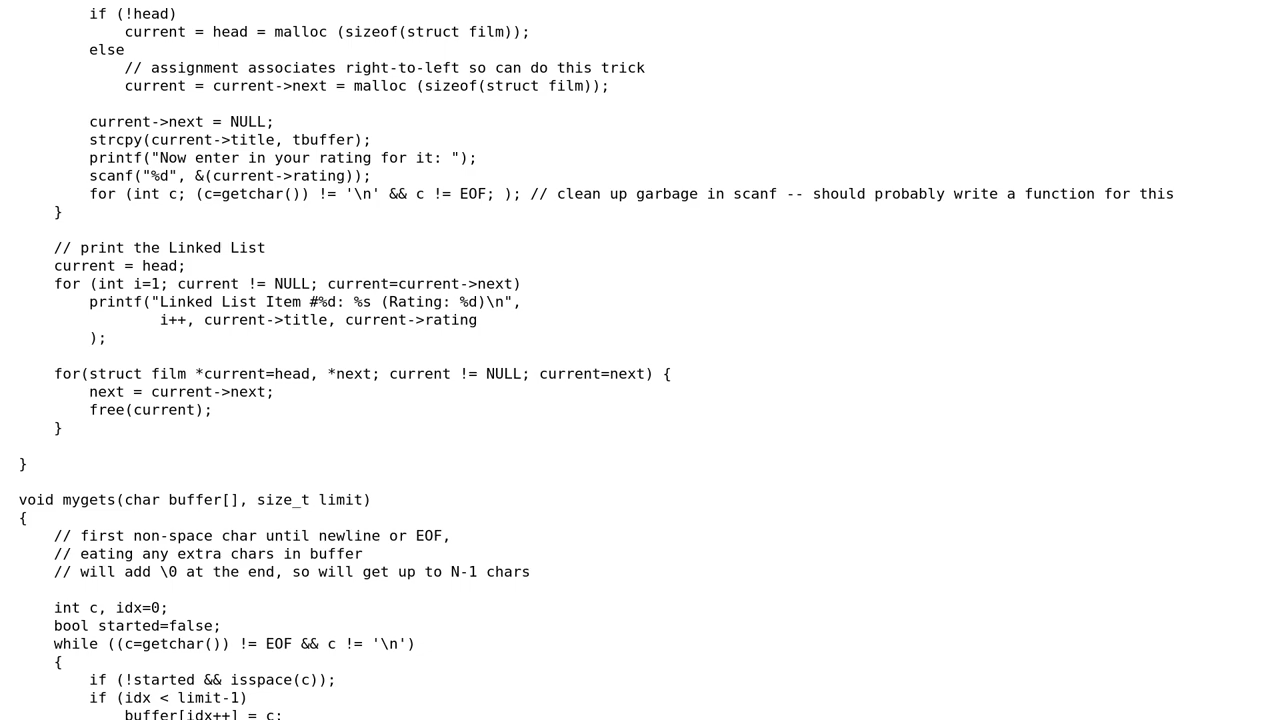 if (!head)
            current = head = malloc (sizeof(struct film));
        else
            // assignment associates right-to-left so can do this trick
            current = current->next = malloc (sizeof(struct film));

        current->next = NULL;
        strcpy(current->title, tbuffer);
        printf("Now enter in your rating for it: ");
        scanf("%d", &(current->rating));
        for (int c; (c=getchar()) != '\n' && c != EOF; ); // clean up garbage in scanf -- should probably write a function for this
    }

    // print the Linked List
    current = head;
    for (int i=1; current != NULL; current=current->next)
        printf("Linked List Item #%d: %s (Rating: %d)\n",
                i++, current->title, current->rating
        );

    for(struct film *current=head, *next; current != NULL; current=next) {
        next = current->next;
        free(current);
    }

}

void mygets(char buffer[], size_t limit)
{
    // first non-space char until newline or EOF,
    // eating any extra chars in buffer
    // will add \0 at the end, so will get up to N-1 chars

    int c, idx=0;
    bool started=false;
    while ((c=getchar()) != EOF && c != '\n')
    {
        if (!started && isspace(c));
        if (idx < limit-1)
            buffer[idx++] = c;